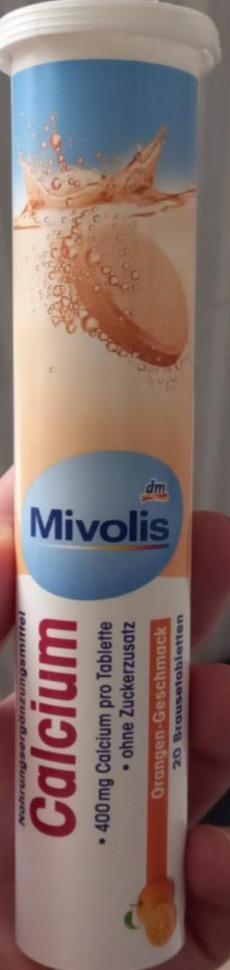 dm
Mivolis
Nahrungsergänzungsmittel
Calcium
• 400 mg Calcium pro Tablette
• ohne Zuckerzusatz
Orangen-Geschmack
20 Brausetabletten